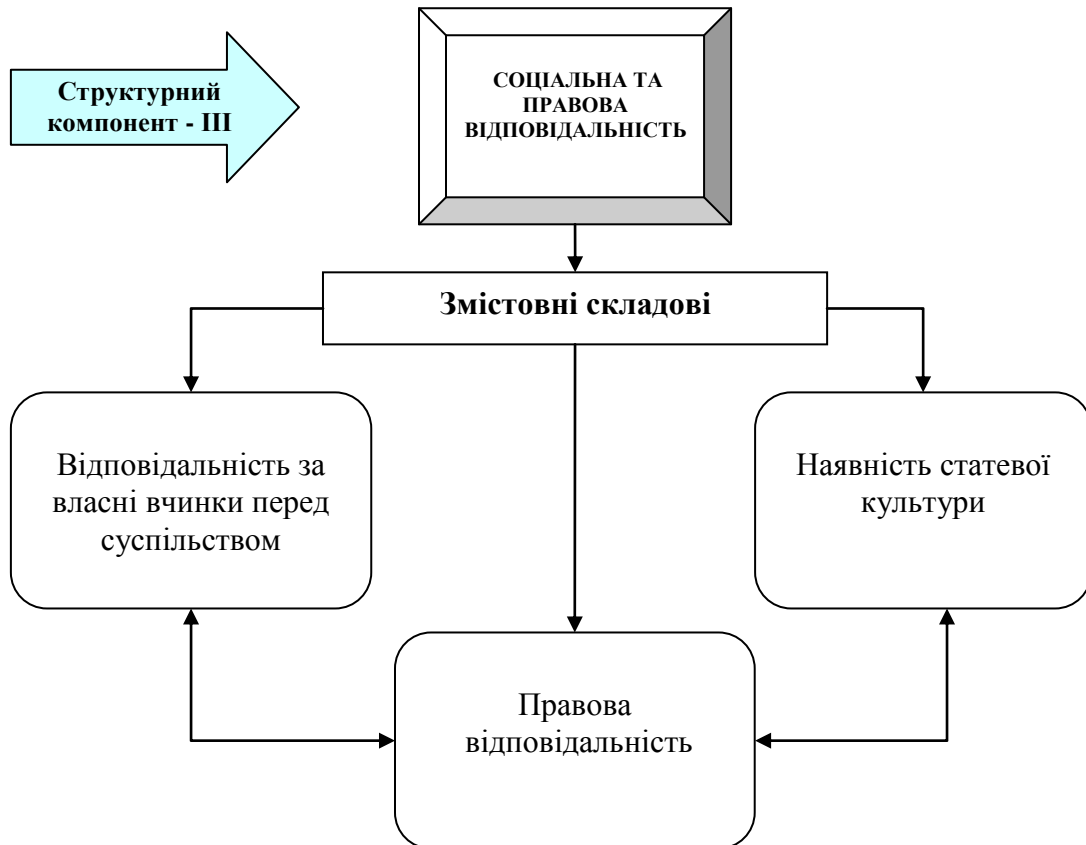 Структурний
компонент - ІІІ
СОЦІАЛЬНА ТА
ПРАВОВА
ВІДПОВІДАЛЬНІСТЬ
Змістовні складові
Відповідальність за
власні вчинки перед
суспільством
Наявність статевої
культури
Правова
відповідальність